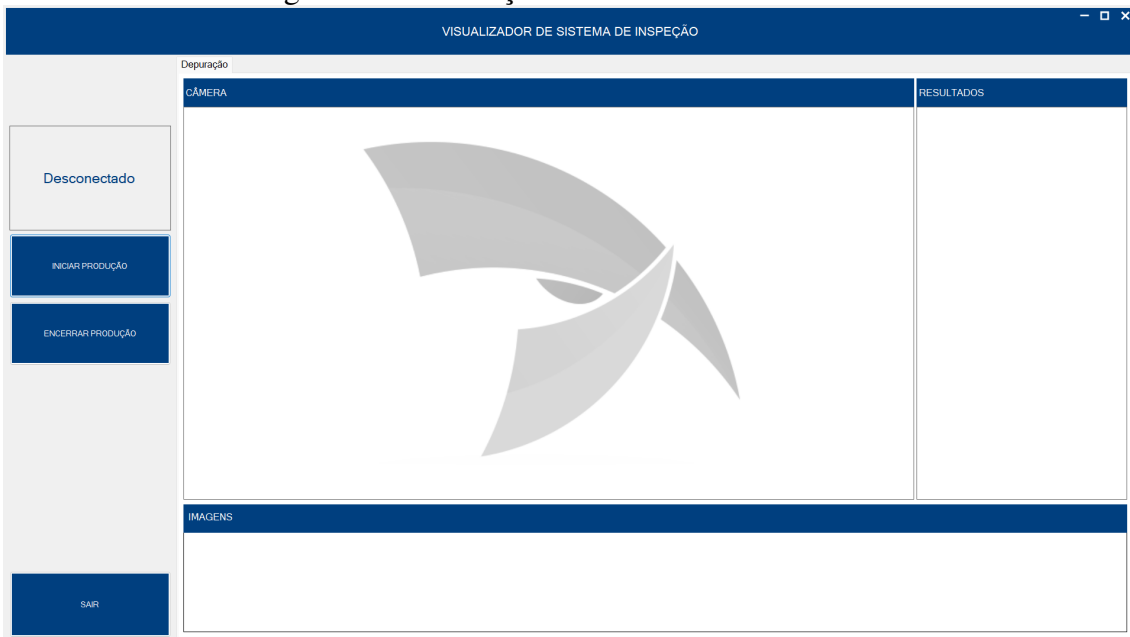 VISUALIZADOR DE SISTEMA DE INSPEÇÃO
Depuração
CÂMERA
RESULTADOS
Desconectado
INICIAR PRODUÇÃO
ENCERRAR PRODUÇÃO
IMAGENS
SAIR